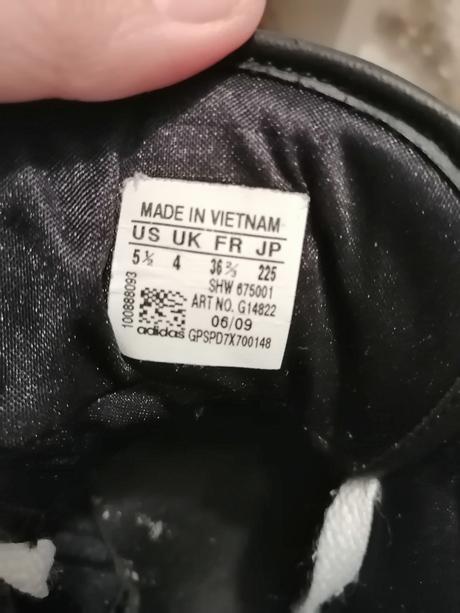 MADE IN VIETNAM
US UK FR JP
5½ 4 36⅔ 225
SHW 675001
ART NO. G14822
06/09
adidas GPSPD7X700148
100888093